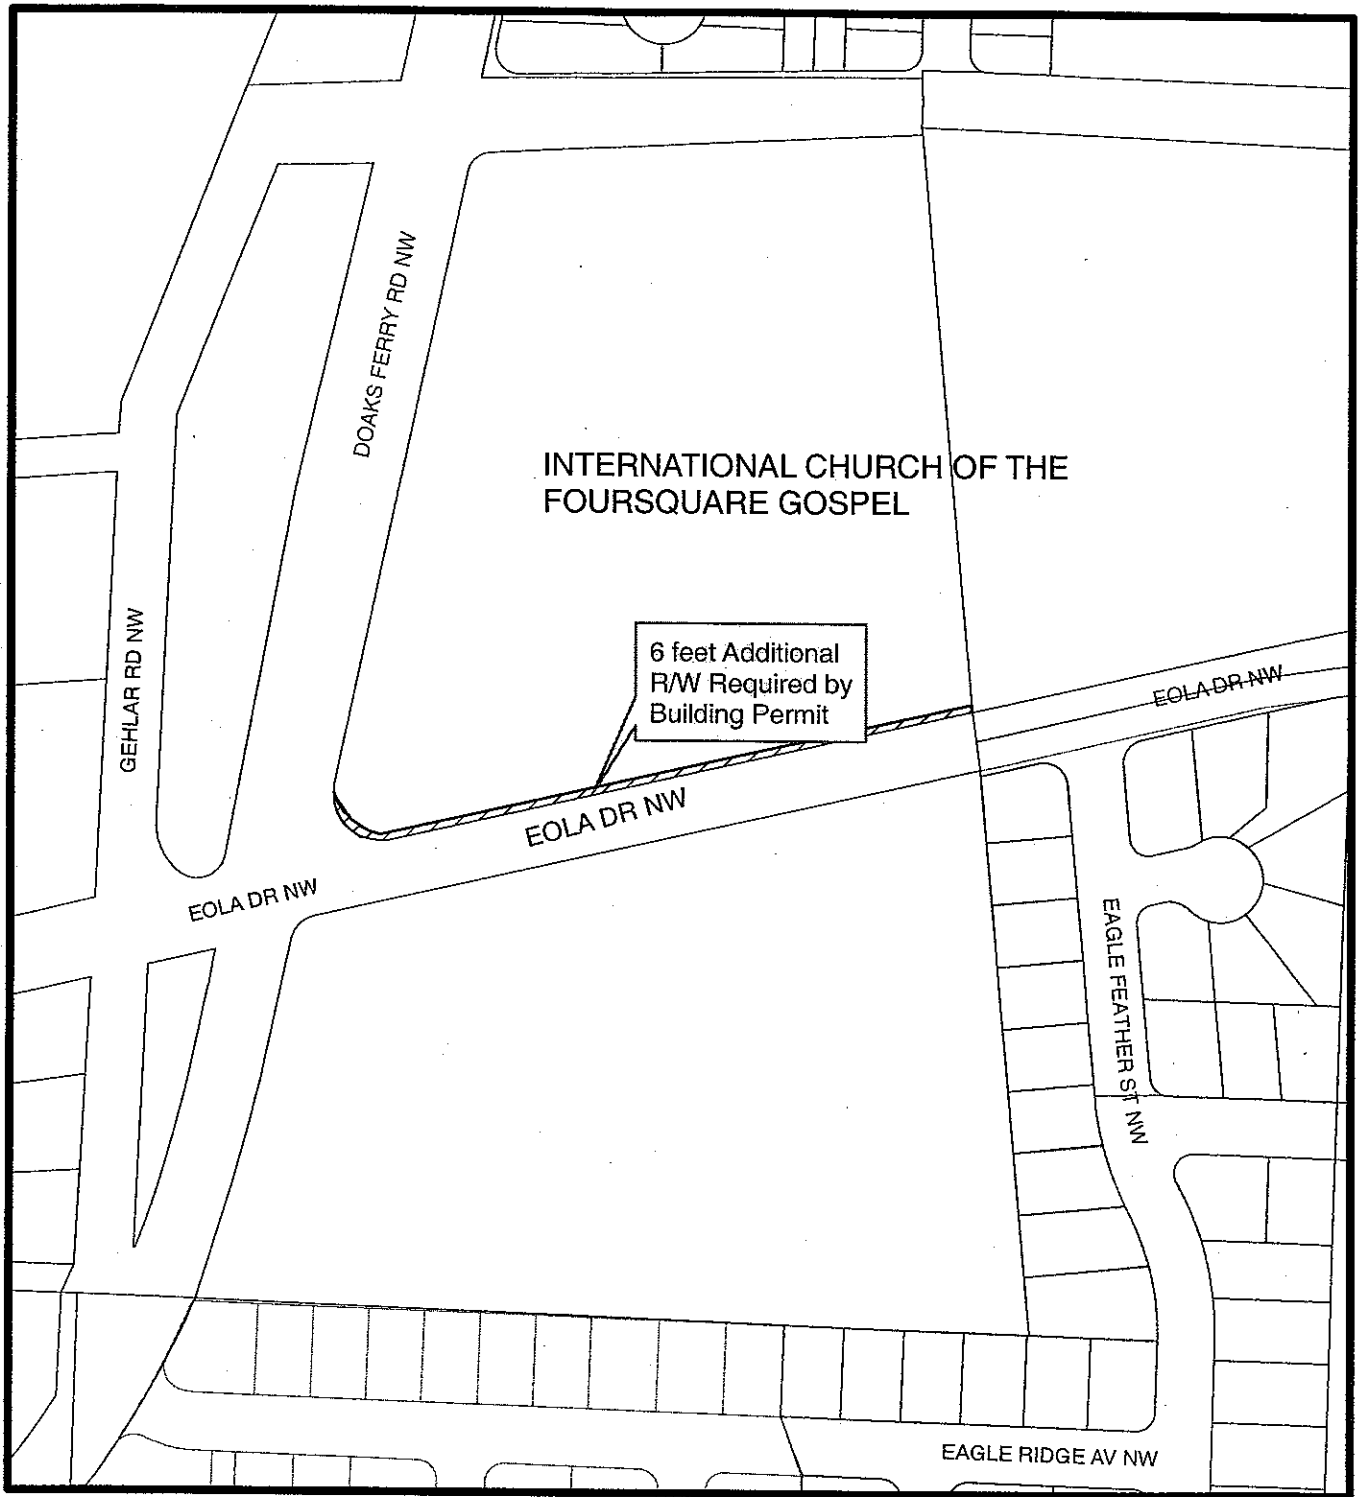 DOAKS FERRY RD NW
INTERNATIONAL CHURCH OF THE
FOURSQUARE GOSPEL
GEHLAR RD NW
6 feet Additional
R/W Required by
Building Permit
EOLA DR NW
EOLA DR NW
EOLA DR NW
EAGLE FEATHER ST NW
EAGLE RIDGE AV NW